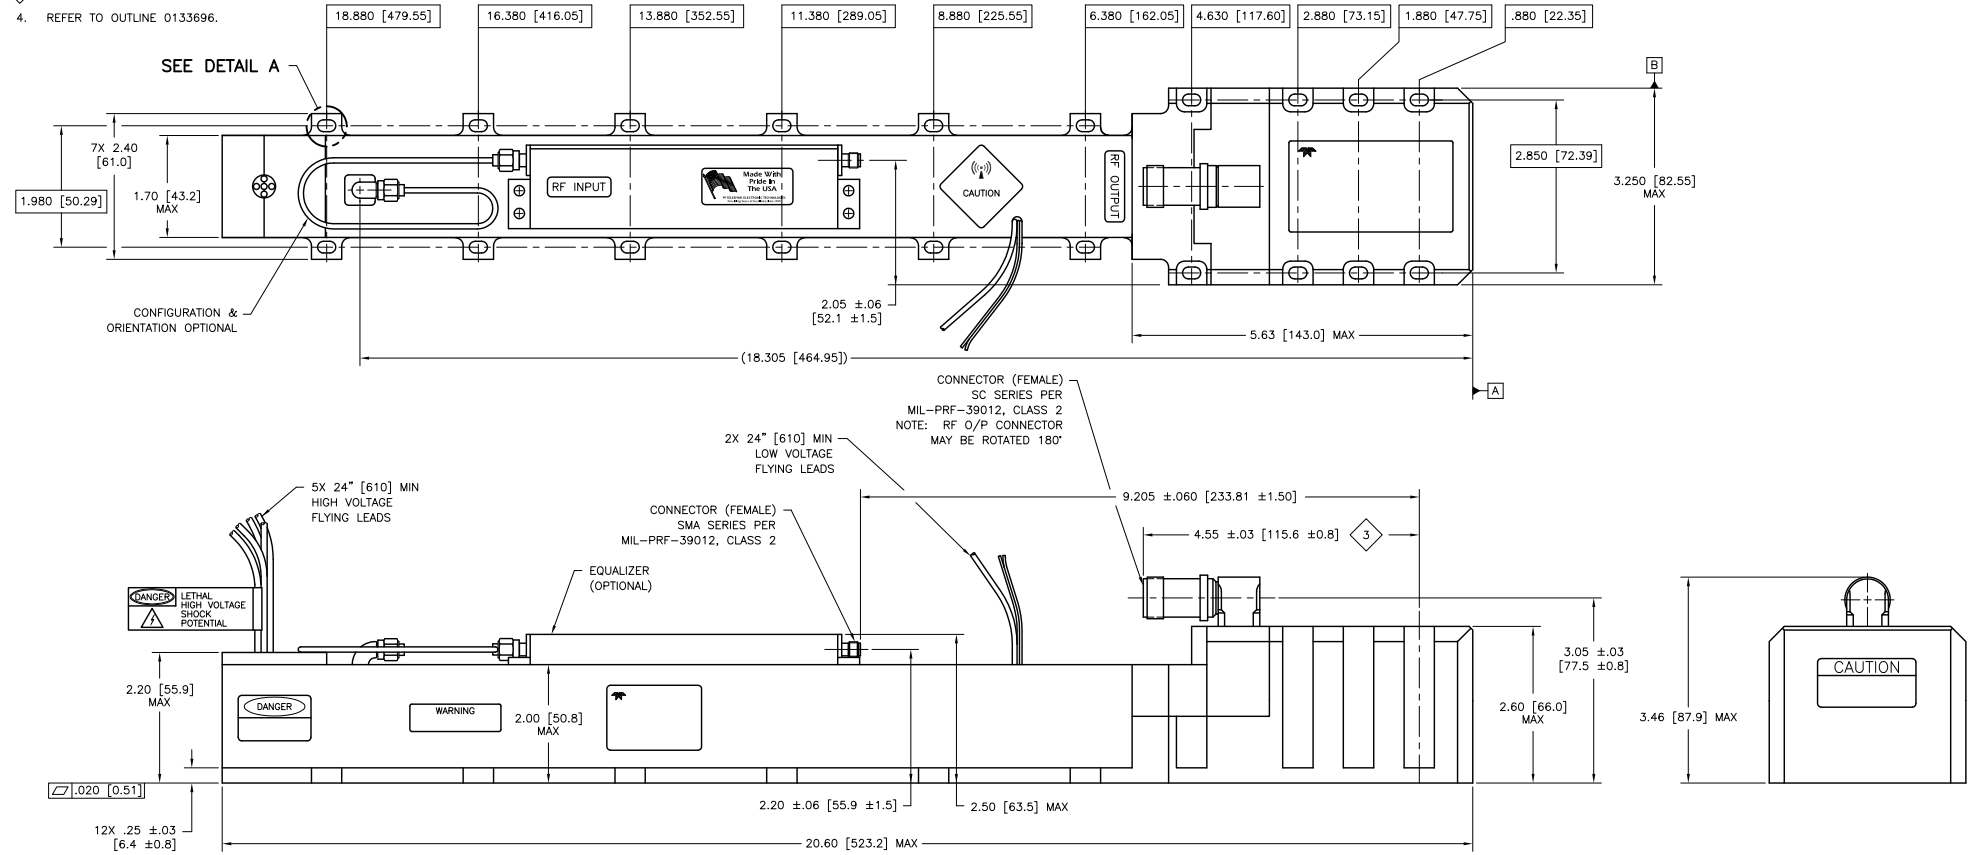 4. REFER TO OUTLINE 0133696.
18.880 [479.55]
16.380 [416.05]
13.880 [352.55]
11.380 [289.05]
8.880 [225.55]
6.380 [162.05]
4.630 [117.60]
2.880 [73.15]
1.880 [47.75]
.880 [22.35]
SEE DETAIL A
B
7X 2.40
[61.0]
1.980 [50.29]
1.70 [43.2]
MAX
RF INPUT
Made With
Pride In
The USA
CAUTION
RF OUTPUT
2.850 [72.39]
3.250 [82.55]
MAX
CONFIGURATION &
ORIENTATION OPTIONAL
2.05 ±.06
[52.1 ±1.5]
5.63 [143.0] MAX
(18.305 [464.95])
A
CONNECTOR (FEMALE)
SC SERIES PER
MIL-PRF-39012, CLASS 2
NOTE: RF O/P CONNECTOR
MAY BE ROTATED 180°
2X 24" [610] MIN
LOW VOLTAGE
FLYING LEADS
5X 24" [610] MIN
HIGH VOLTAGE
FLYING LEADS
CONNECTOR (FEMALE)
SMA SERIES PER
MIL-PRF-39012, CLASS 2
9.205 ±.060 [233.81 ±1.50]
4.55 ±.03 [115.6 ±0.8]
3
EQUALIZER
(OPTIONAL)
DANGER
LETHAL
HIGH VOLTAGE
SHOCK
POTENTIAL
2.20 [55.9]
MAX
DANGER
WARNING
2.00 [50.8]
MAX
3.05 ±.03
[77.5 ±0.8]
2.60 [66.0]
MAX
3.46 [87.9] MAX
CAUTION
.020 [0.51]
12X .25 ±.03
[6.4 ±0.8]
2.20 ±.06 [55.9 ±1.5]
2.50 [63.5] MAX
20.60 [523.2] MAX